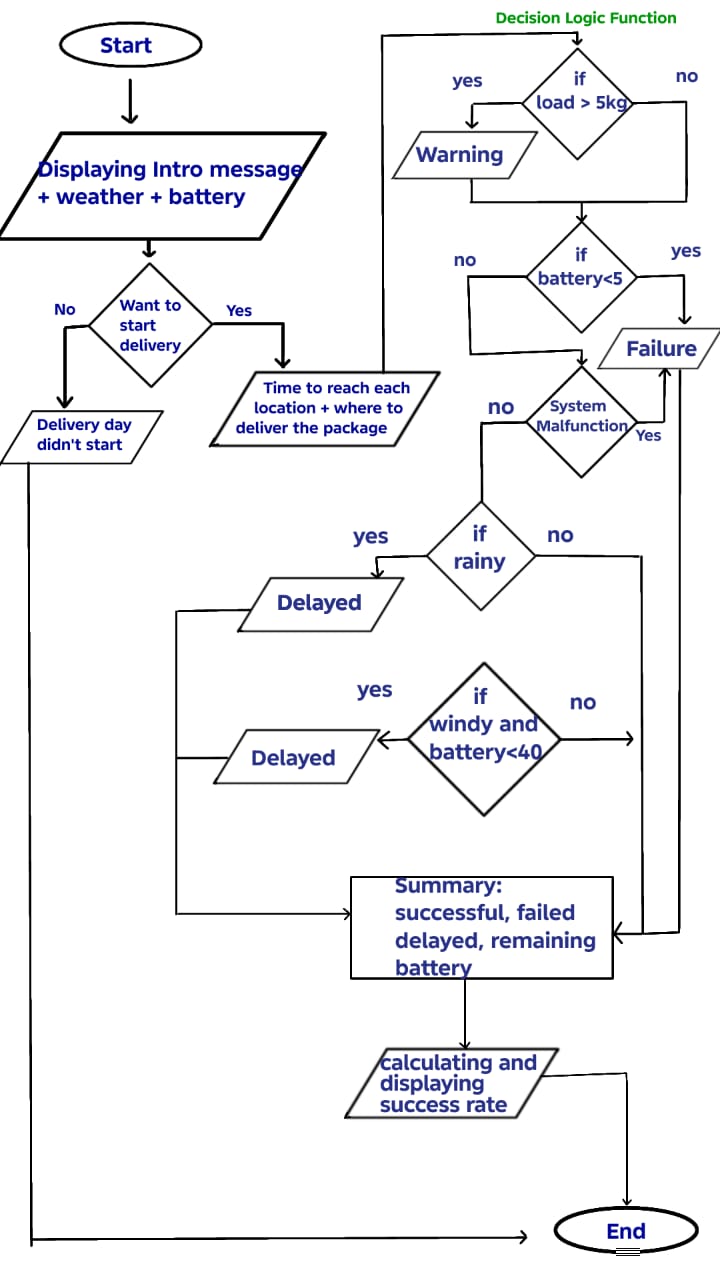 Decision Logic Function
Start
Displaying Intro message
+ weather + battery
Want to
start
delivery
No
Yes
Delivery day
didn't start
Time to reach each
location + where to
deliver the package
if
load > 5kg
yes
no
Warning
if
battery<5
no
yes
Failure
System
Malfunction
no
Yes
if
rainy
yes
no
Delayed
if
windy and
battery<40
yes
no
Delayed
Summary:
successful, failed
delayed, remaining
battery
calculating and
displaying
success rate
End